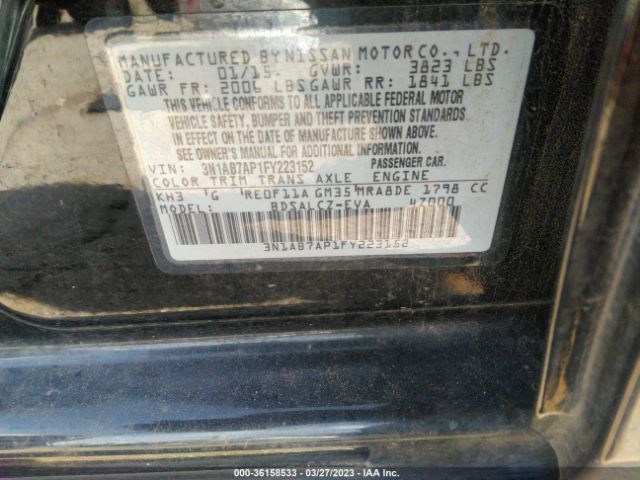 MANUFACTURED BY NISSAN MOTOR CO., LTD.
DATE: 01/15 GVWR: 3823 LBS
GAWR FR: 2006 LBS GAWR RR: 1841 LBS
THIS VEHICLE CONFORMS TO ALL APPLICABLE FEDERAL MOTOR
VEHICLE SAFETY, BUMPER AND THEFT PREVENTION STANDARDS
IN EFFECT ON THE DATE OF MANUFACTURE SHOWN ABOVE.
SEE OWNER'S MANUAL FOR ADDITIONAL INFORMATION.
VIN: 3N1AB7AP1FY223152 PASSENGER CAR.
COLOR TRIM TRANS AXLE ENGINE
KH3 'G 'RE0F11A GM35 MRA8DE 1798 CC
MODEL: BDSALCZ-EVA 4Z000
3N1AB7AP1FY223152
000-36158533 - 03/27/2023 - IAA Inc.